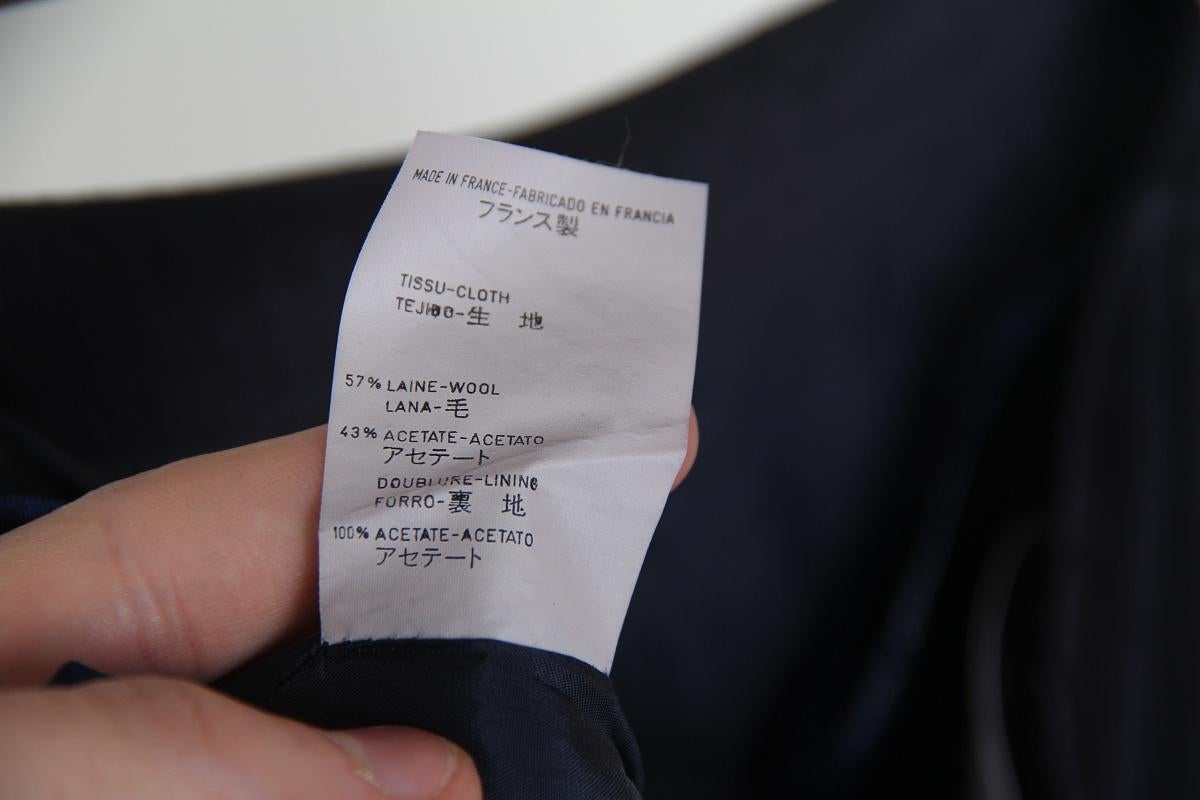 MADE IN FRANCE-FABRICADO EN FRANCIA
フランス製
TISSU-CLOTH
TEJIDO-生 地
57% LAINE-WOOL
LANA-毛
43% ACETATE-ACETATO
アセテート
DOUBLURE-LINING
FORRO-裏 地
100% ACETATE-ACETATO
アセテート